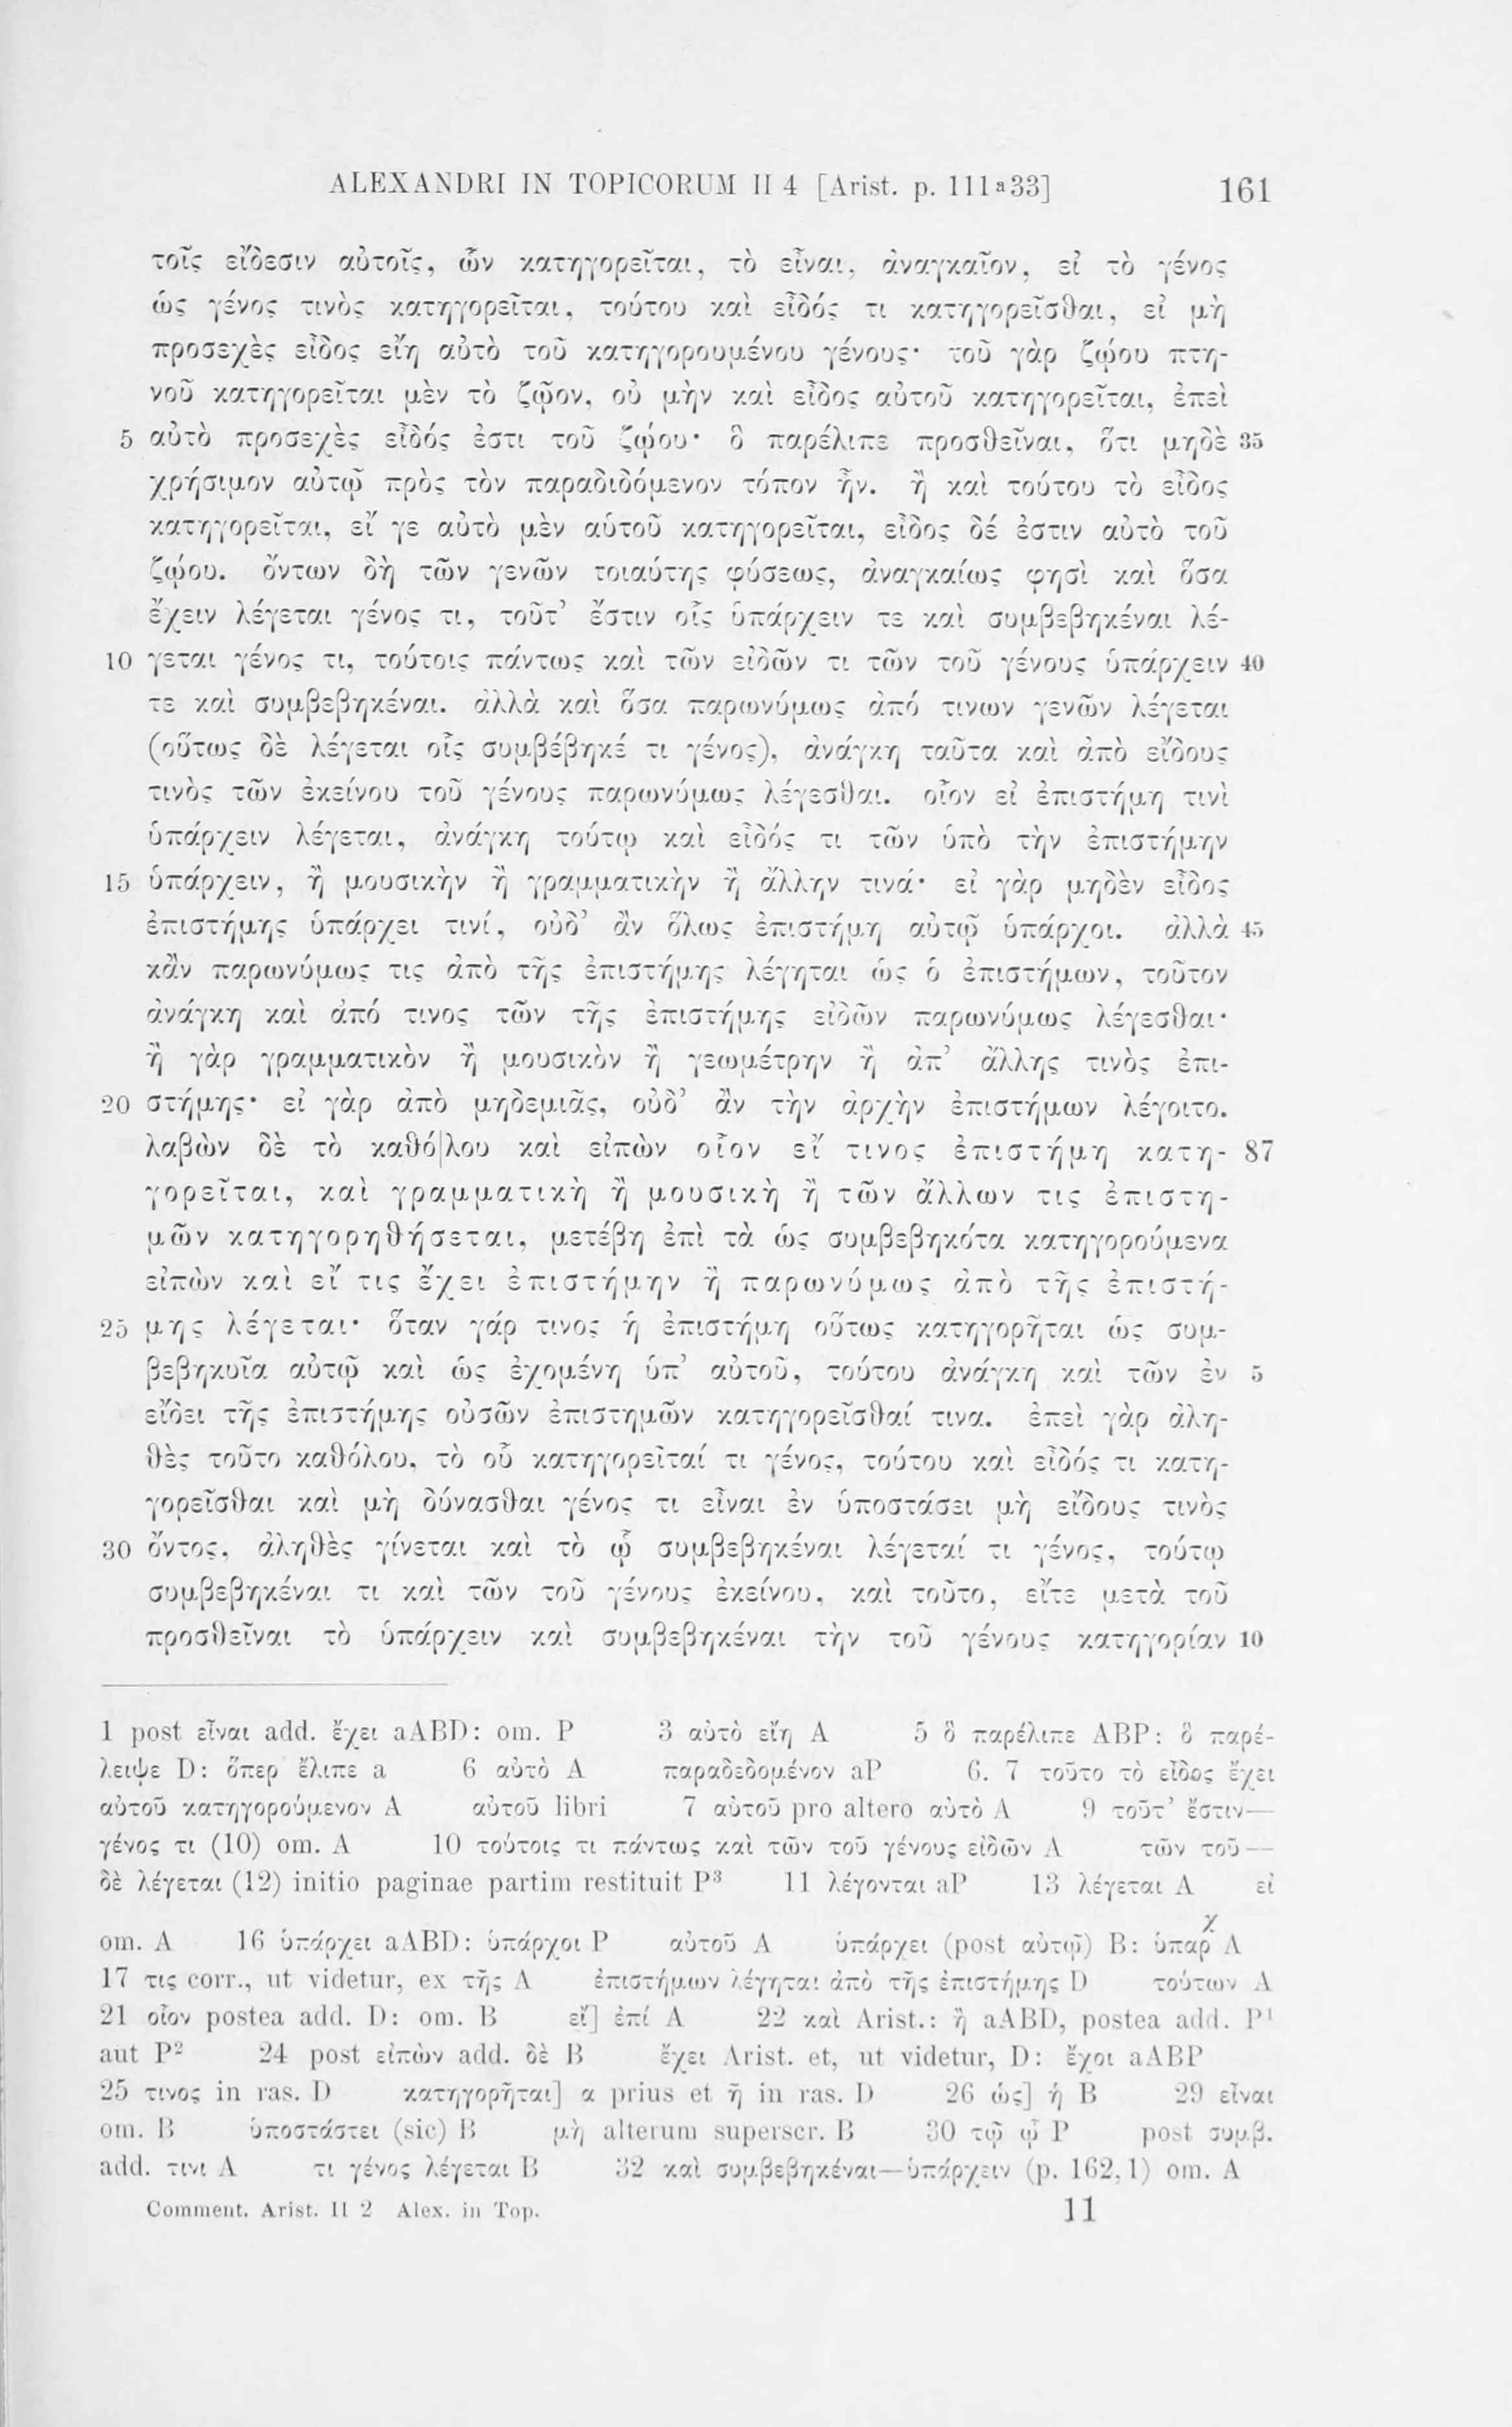 ALEXANDRI IN TOPICORUM II 4 [Arist. p. 111a33] 161
τοῖς εἴδεσιν αὐτοῖς, ὧν κατηγορεῖται, τὸ εἶναι, ἀναγκαῖον, εἰ τὸ γένος
ὡς γένος τινὸς κατηγορεῖται, τούτου καὶ εἶδός τι κατηγορεῖσθαι, εἰ μὴ
προσεχὲς εἶδος εἴη αὐτὸ τοῦ κατηγορουμένου γένους· τοῦ γὰρ ζῴου πτη-
νοῦ κατηγορεῖται μὲν τὸ ζῷον, οὐ μὴν καὶ εἶδος αὐτοῦ κατηγορεῖται, ἐπεὶ
5 αὐτὸ προσεχὲς εἶδός ἐστι τοῦ ζῴου· ὃ παρέλιπε προσθεῖναι, ὅτι μηδὲ 35
χρήσιμον αὐτῷ πρὸς τὸν παραδιδόμενον τόπον ἦν. ἢ καὶ τούτου τὸ εἶδος
κατηγορεῖται, εἴ γε αὐτὸ μὲν αὑτοῦ κατηγορεῖται, εἶδος δέ ἐστιν αὐτὸ τοῦ
ζῴου. ὄντων δὴ τῶν γενῶν τοιαύτης φύσεως, ἀναγκαίως φησὶ καὶ ὅσα
ἔχειν λέγεται γένος τι, τοῦτ’ ἔστιν οἷς ὑπάρχειν τε καὶ συμβεβηκέναι λέ-
10 γεται γένος τι, τούτοις πάντως καὶ τῶν εἰδῶν τι τῶν τοῦ γένους ὑπάρχειν 40
τε καὶ συμβεβηκέναι. ἀλλὰ καὶ ὅσα παρωνύμως ἀπό τινων γενῶν λέγεται
(οὕτως δὲ λέγεται οἷς συμβέβηκέ τι γένος), ἀνάγκη ταῦτα καὶ ἀπὸ εἴδους
τινὸς τῶν ἐκείνου τοῦ γένους παρωνύμως λέγεσθαι. οἷον εἰ ἐπιστήμη τινὶ
ὑπάρχειν λέγεται, ἀνάγκη τούτῳ καὶ εἶδός τι τῶν ὑπὸ τὴν ἐπιστήμην
15 ὑπάρχειν, ἢ μουσικὴν ἢ γραμματικὴν ἢ ἄλλην τινά· εἰ γὰρ μηδὲν εἶδος
ἐπιστήμης ὑπάρχει τινί, οὐδ’ ἂν ὅλως ἐπιστήμη αὐτῷ ὑπάρχοι. ἀλλὰ 45
κἂν παρωνύμως τις ἀπὸ τῆς ἐπιστήμης λέγηται ὡς ὁ ἐπιστήμων, τοῦτον
ἀνάγκη καὶ ἀπό τινος τῶν τῆς ἐπιστήμης εἰδῶν παρωνύμως λέγεσθαι·
ἢ γὰρ γραμματικὸν ἢ μουσικὸν ἢ γεωμέτρην ἢ ἀπ’ ἄλλης τινὸς ἐπι-
20 στήμης· εἰ γὰρ ἀπὸ μηδεμιᾶς, οὐδ’ ἂν τὴν ἀρχὴν ἐπιστήμων λέγοιτο.
λαβὼν δὲ τὸ καθό|λου καὶ εἰπὼν οἷον εἴ τινος ἐπιστήμη κατη- 87
γορεῖται, καὶ γραμματικὴ ἢ μουσικὴ ἢ τῶν ἄλλων τις ἐπιστη-
μῶν κατηγορηθήσεται, μετέβη ἐπὶ τὰ ὡς συμβεβηκότα κατηγορούμενα
εἰπὼν καὶ εἴ τις ἔχει ἐπιστήμην ἢ παρωνύμως ἀπὸ τῆς ἐπιστή-
25 μης λέγεται· ὅταν γάρ τινος ἡ ἐπιστήμη οὕτως κατηγορῆται ὡς συμ-
βεβηκυῖα αὐτῷ καὶ ὡς ἐχομένη ὑπ’ αὐτοῦ, τούτου ἀνάγκη καὶ τῶν ἐν 5
εἴδει τῆς ἐπιστήμης οὐσῶν ἐπιστημῶν κατηγορεῖσθαί τινα. ἐπεὶ γὰρ ἀλη-
θὲς τοῦτο καθόλου, τὸ οὗ κατηγορεῖταί τι γένος, τούτου καὶ εἶδός τι κατη-
γορεῖσθαι καὶ μὴ δύνασθαι γένος τι εἶναι ἐν ὑποστάσει μὴ εἴδους τινὸς
30 ὄντος, ἀληθὲς γίνεται καὶ τὸ ᾧ συμβεβηκέναι λέγεταί τι γένος, τούτῳ
συμβεβηκέναι τι καὶ τῶν τοῦ γένους ἐκείνου, καὶ τοῦτο, εἴτε μετὰ τοῦ
προσθεῖναι τὸ ὑπάρχειν καὶ συμβεβηκέναι τὴν τοῦ γένους κατηγορίαν 10
1 post εἶναι add. ἔχει aABD: om. P 3 αὐτὸ εἴη A 5 ὃ παρέλιπε ABP: ὃ παρέ-
λειψε D: ὅπερ ἔλιπε a 6 αὐτὸ A παραδεδομένον aP 6. 7 τοῦτο τὸ εἶδος ἔχει
αὐτοῦ κατηγορούμενον A αὐτοῦ libri 7 αὐτοῦ pro altero αὐτὸ A 9 τοῦτ’ ἔστιν—
γένος τι (10) om. A 10 τούτοις τι πάντως καὶ τῶν τοῦ γένους εἰδῶν A τῶν τοῦ—
δὲ λέγεται (12) initio paginae partim restituit P³ 11 λέγονται aP 13 λέγεται A εἰ
om. A 16 ὑπάρχει aABD: ὑπάρχοι P αὐτοῦ A ὑπάρχει (post αὐτῷ) B: ὑπαρχ A
17 τις corr., ut videtur, ex τῆς A ἐπιστήμων λέγηται ἀπὸ τῆς ἐπιστήμης D τούτων A
21 οἷον postea add. D: om. B εἴ] ἐπί A 22 καὶ Arist.: ἢ aABD, postea add. P¹
aut P² 24 post εἰπὼν add. δὲ B ἔχει Arist. et, ut videtur, D: ἔχοι aABP
25 τινος in ras. D κατηγορῆται] α prius et ῆ in ras. D 26 ὡς] ἡ B 29 εἶναι
om. B ὑποστάστει (sic) B μὴ alterum superscr. B 30 τῷ ᾧ P post συμβ.
add. τινι A τι γένος λέγεται B 32 καὶ συμβεβηκέναι—ὑπάρχειν (p. 162,1) om. A
Comment. Arist. II 2 Alex. in Top. 11